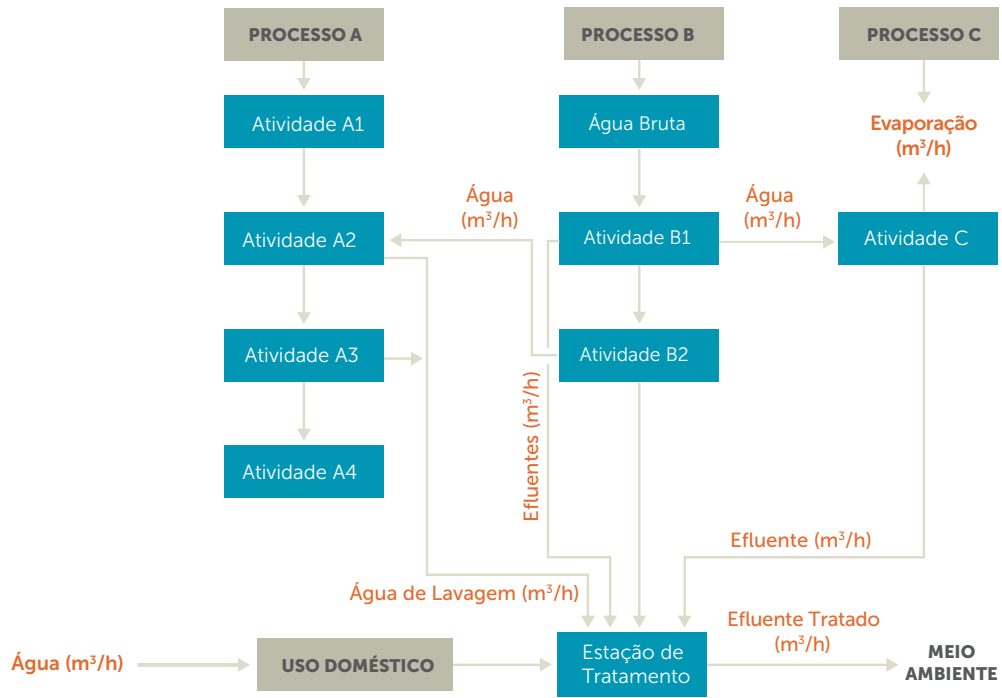 PROCESSO A
PROCESSO B
PROCESSO C
Atividade A1
Água Bruta
Evaporação
(m³/h)
Água
(m³/h)
Água
(m³/h)
Atividade A2
Atividade B1
Atividade C
Atividade A3
Atividade B2
Efluentes (m³/h)
Atividade A4
Efluente (m³/h)
Água de Lavagem (m³/h)
Efluente Tratado
(m³/h)
Água (m³/h)
USO DOMÉSTICO
Estação de
Tratamento
MEIO
AMBIENTE